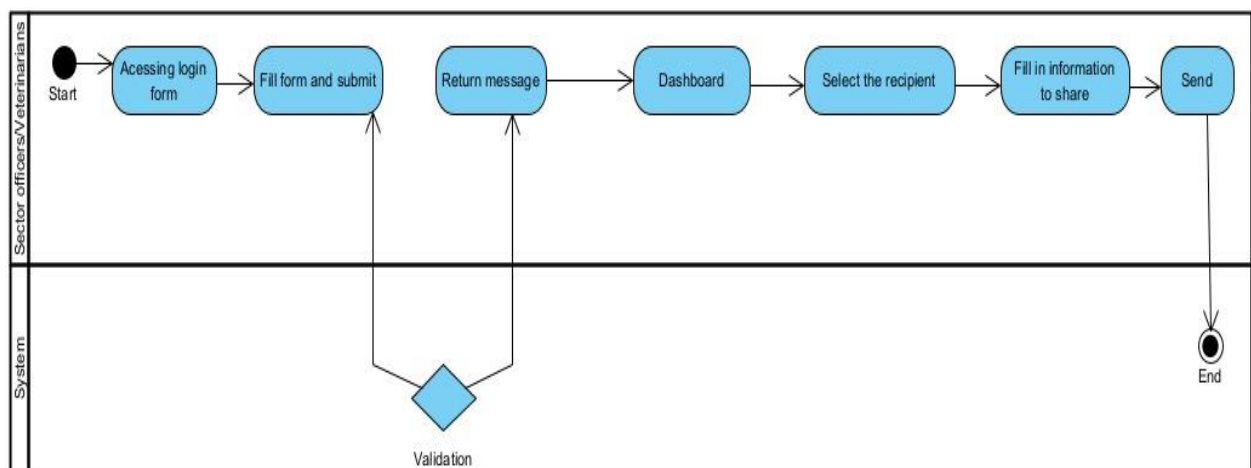 Sector officers/Veterinarians
Start
Acessing login
form
Fill form and submit
Return message
Dashboard
Select the recipient
Fill in information
to share
Send
System
Validation
End